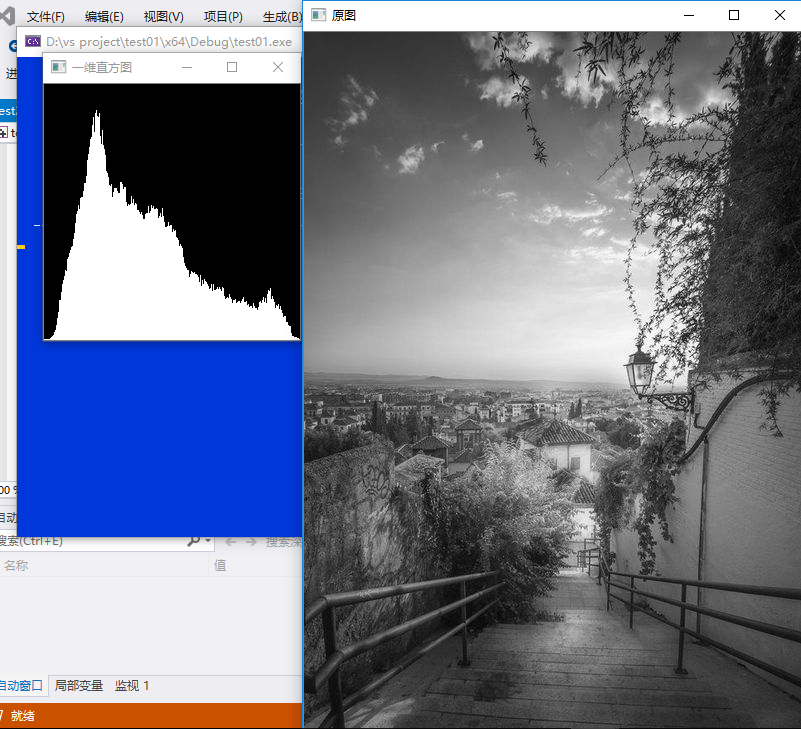 文件(F) 编辑(E) 视图(V) 项目(P) 生成(B)
原图
D:\vs project\test01\x64\Debug\test01.exe
一维直方图
进
est
te
00 %
自动
搜索(Ctrl+E) 搜索深
名称 值
自动窗口 局部变量 监视 1
就绪